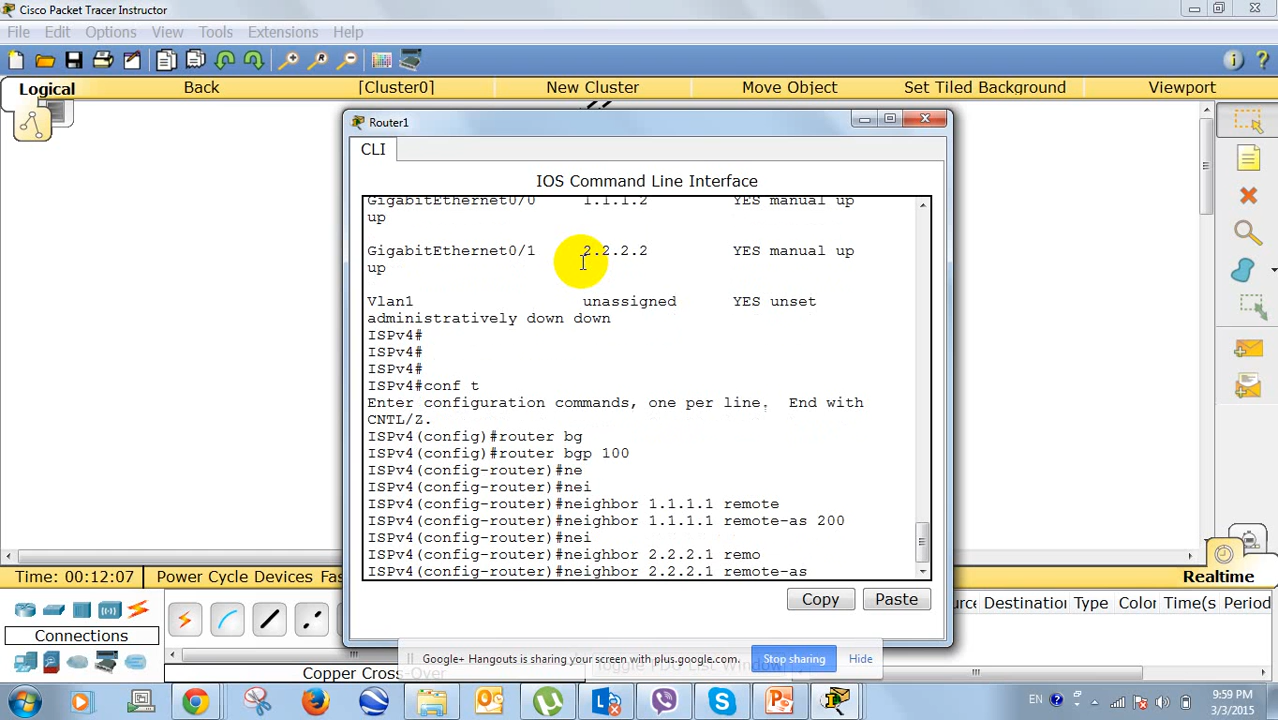 Cisco Packet Tracer Instructor
File Edit Options View Tools Extensions Help
Logical Back [Cluster0] New Cluster Move Object Set Tiled Background Viewport
Router1
CLI
IOS Command Line Interface
GigabitEthernet0/0 1.1.1.2 YES manual up
up
GigabitEthernet0/1 2.2.2.2 YES manual up
up
Vlan1 unassigned YES unset
administratively down down
ISPv4#
ISPv4#
ISPv4#
ISPv4#conf t
Enter configuration commands, one per line. End with
CNTL/Z.
ISPv4(config)#router bg
ISPv4(config)#router bgp 100
ISPv4(config-router)#ne
ISPv4(config-router)#nei
ISPv4(config-router)#neighbor 1.1.1.1 remote
ISPv4(config-router)#neighbor 1.1.1.1 remote-as 200
ISPv4(config-router)#nei
ISPv4(config-router)#neighbor 2.2.2.1 remo
ISPv4(config-router)#neighbor 2.2.2.1 remote-as
Copy Paste
Time: 00:12:07 Power Cycle Devices Realtime
Destination Type Color Time(s) Period
Connections
Google+ Hangouts is sharing your screen with plus.google.com. Stop sharing Hide
Copper Cross-Over
EN
9:59 PM
3/3/2015